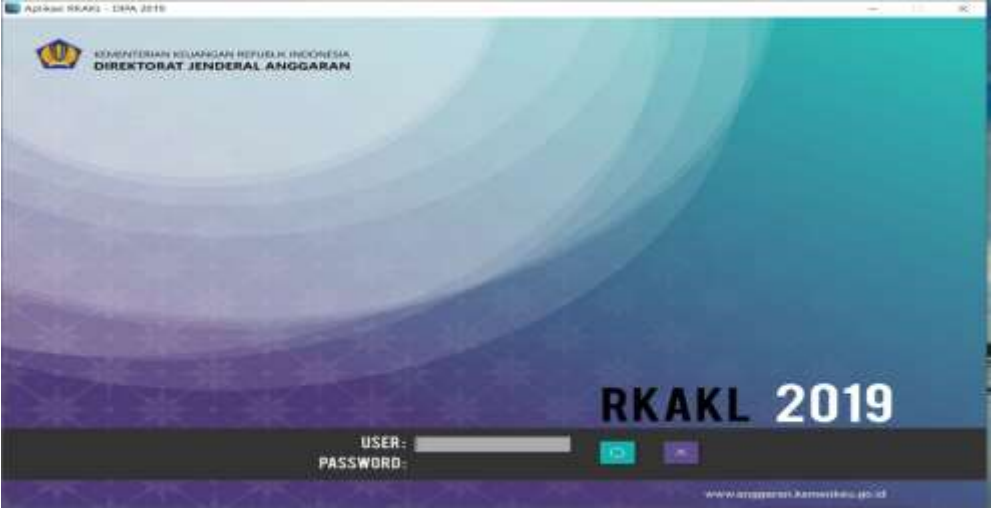 Aplikasi RKAKL - DIPA 2019
KEMENTERIAN KEUANGAN REPUBLIK INDONESIA
DIREKTORAT JENDERAL ANGGARAN
RKAKL 2019
USER:
PASSWORD:
www.anggaran.kemenkeu.go.id